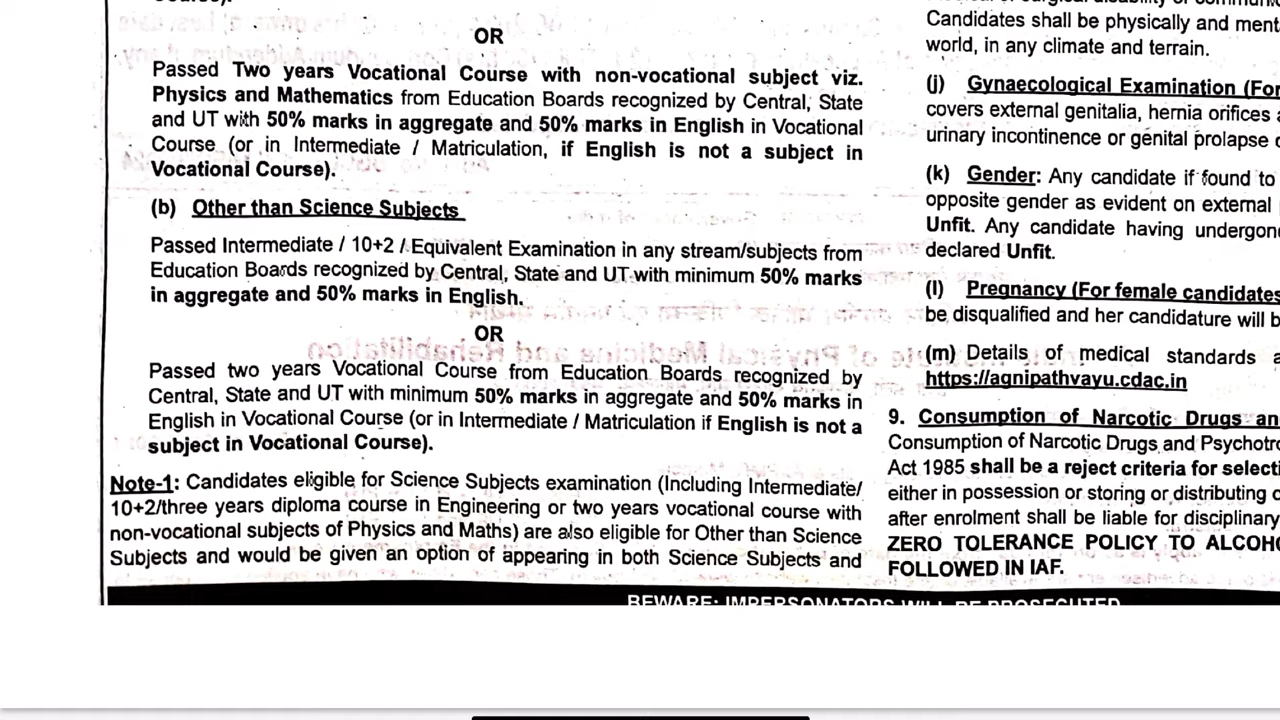 OR
Passed Two years Vocational Course with non-vocational subject viz.
Physics and Mathematics from Education Boards recognized by Central, State
and UT with 50% marks in aggregate and 50% marks in English in Vocational
Course (or in Intermediate / Matriculation, if English is not a subject in
Vocational Course).
(b) Other than Science Subjects
Passed Intermediate / 10+2 / Equivalent Examination in any stream/subjects from
Education Boards recognized by Central, State and UT with minimum 50% marks
in aggregate and 50% marks in English.
OR
Passed two years Vocational Course from Education Boards recognized by
Central, State and UT with minimum 50% marks in aggregate and 50% marks in
English in Vocational Course (or in Intermediate / Matriculation if English is not a
subject in Vocational Course).
Note-1: Candidates eligible for Science Subjects examination (Including Intermediate/
10+2/three years diploma course in Engineering or two years vocational course with
non-vocational subjects of Physics and Maths) are also eligible for Other than Science
Subjects and would be given an option of appearing in both Science Subjects and
Candidates shall be physically and
world, in any climate and terrain.
(j) Gynaecological Examination
covers external genitalia, hernia orifices
urinary incontinence or genital prolapse
(k) Gender: Any candidate if found to
opposite gender as evident on external
Unfit. Any candidate having
declared Unfit.
(l) Pregnancy (For female candidates
be disqualified and her candidature will
(m) Details of medical standards
https://agnipathvayu.cdac.in
9. Consumption of Narcotic Drugs
Consumption of Narcotic Drugs and
Act 1985 shall be a reject criteria for
either in possession or storing or distributing
after enrolment shall be liable for disciplinary
ZERO TOLERANCE POLICY TO
FOLLOWED IN IAF.
BEWARE: IMPERSONATORS WILL BE PROSECUTED